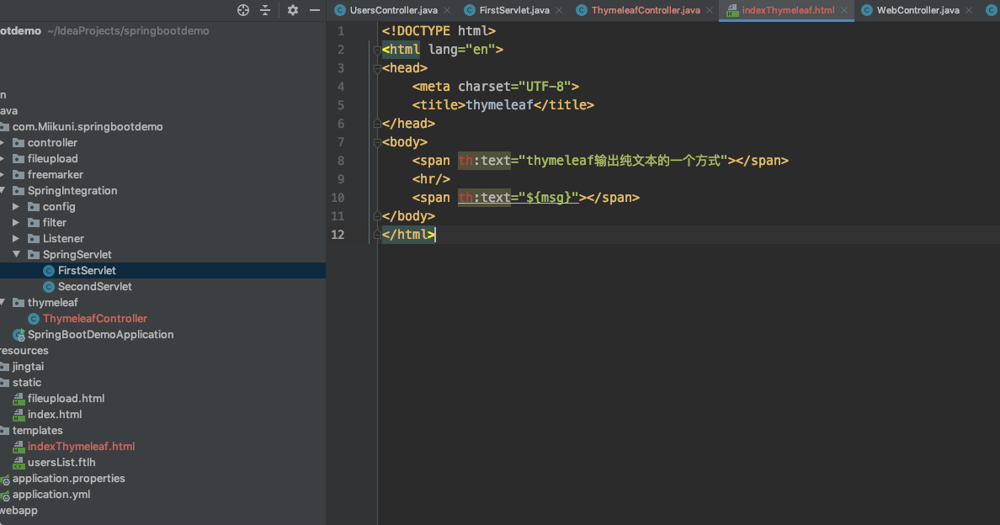 otdemo ~/IdeaProjects/springbootdemo
n
ava
com.Miikuni.springbootdemo
controller
fileupload
freemarker
SpringIntegration
config
filter
Listener
SpringServlet
FirstServlet
SecondServlet
thymeleaf
ThymeleafController
SpringBootDemoApplication
resources
jingtai
static
fileupload.html
index.html
templates
indexThymeleaf.html
usersList.ftlh
application.properties
application.yml
webapp
UsersController.java FirstServlet.java ThymeleafController.java indexThymeleaf.html WebController.java
1 <!DOCTYPE html>
2 <html lang="en">
3 <head>
4 <meta charset="UTF-8">
5 <title>thymeleaf</title>
6 </head>
7 <body>
8 <span th:text="thymeleaf输出纯文本的一个方式"></span>
9 <hr/>
10 <span th:text="${msg}"></span>
11 </body>
12 </html>